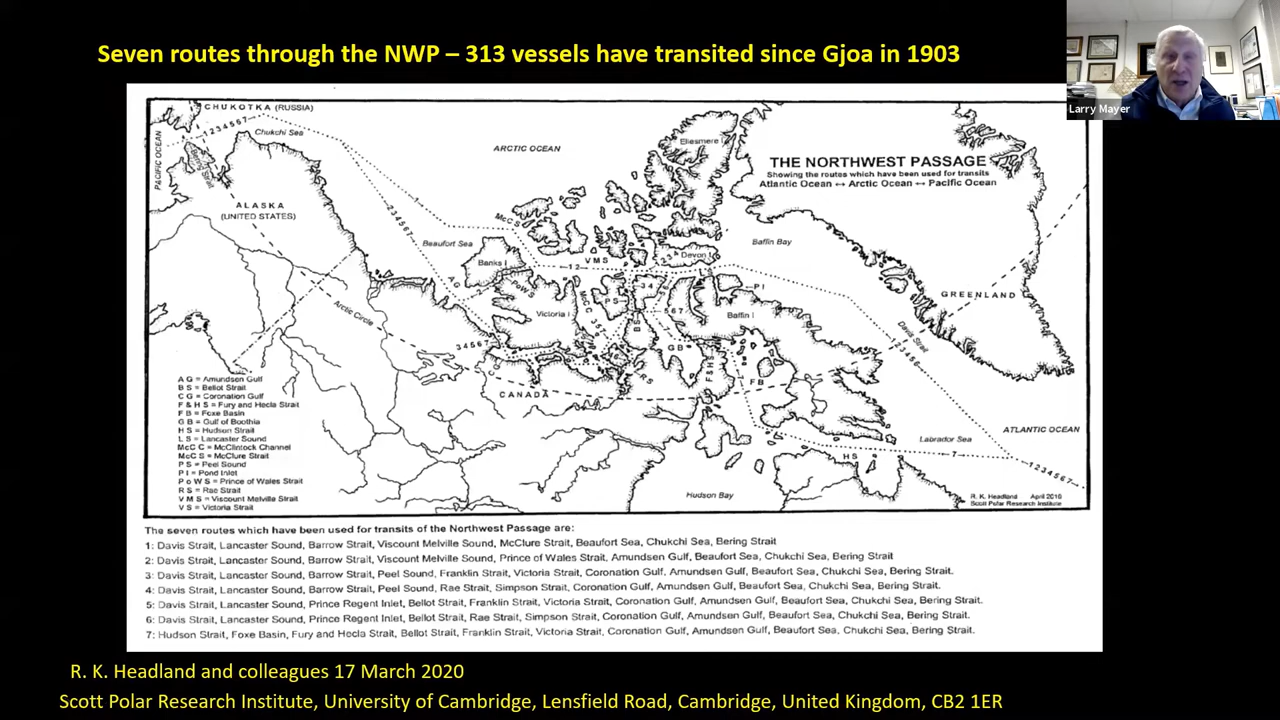 Seven routes through the NWP – 313 vessels have transited since Gjoa in 1903
Larry Mayer
CHUKOTKA (RUSSIA)
1234567
Chukchi Sea
PACIFIC OCEAN
ARCTIC OCEAN
Ellesmere I
THE NORTHWEST PASSAGE
Showing the routes which have been used for transits
Atlantic Ocean ↔ Arctic Ocean ↔ Pacific Ocean
ALASKA
(UNITED STATES)
234567
McC S
Beaufort Sea
Baffin Bay
Banks I
VMS
Devon I
12
L S
A G
PoWS
P I
GREENLAND
Arctic Circle
Victoria I
P S
B S
567
Baffin I
Davis Strait
34567
G B
F&HS
F B
123456
CANADA
A G = Amundsen Gulf
B S = Bellot Strait
C G = Coronation Gulf
F & H S = Fury and Hecla Strait
F B = Foxe Basin
G B = Gulf of Boothia
H S = Hudson Strait
L S = Lancaster Sound
McC C = McClintock Channel
McC S = McClure Strait
P S = Peel Sound
P I = Pond Inlet
P o W S = Prince of Wales Strait
R S = Rae Strait
V M S = Viscount Melville Strait
V S = Victoria Strait
ATLANTIC OCEAN
Labrador Sea
H S
7
1234567
Hudson Bay
R. K. Headland April 2010
Scott Polar Research Institute
The seven routes which have been used for transits of the Northwest Passage are:
1: Davis Strait, Lancaster Sound, Barrow Strait, Viscount Melville Sound, McClure Strait, Beaufort Sea, Chukchi Sea, Bering Strait
2: Davis Strait, Lancaster Sound, Barrow Strait, Viscount Melville Sound, Prince of Wales Strait, Amundsen Gulf, Beaufort Sea, Chukchi Sea, Bering Strait
3: Davis Strait, Lancaster Sound, Barrow Strait, Peel Sound, Franklin Strait, Victoria Strait, Coronation Gulf, Amundsen Gulf, Beaufort Sea, Chukchi Sea, Bering Strait.
4: Davis Strait, Lancaster Sound, Barrow Strait, Peel Sound, Rae Strait, Simpson Strait, Coronation Gulf, Amundsen Gulf, Beaufort Sea, Chukchi Sea, Bering Strait.
5: Davis Strait, Lancaster Sound, Prince Regent Inlet, Bellot Strait, Franklin Strait, Victoria Strait, Coronation Gulf, Amundsen Gulf, Beaufort Sea, Chukchi Sea, Bering Strait.
6: Davis Strait, Lancaster Sound, Prince Regent Inlet, Bellot Strait, Rae Strait, Simpson Strait, Coronation Gulf, Amundsen Gulf, Beaufort Sea, Chukchi Sea, Bering Strait.
7: Hudson Strait, Foxe Basin, Fury and Hecla Strait, Bellot Strait, Franklin Strait, Victoria Strait, Coronation Gulf, Amundsen Gulf, Beaufort Sea, Chukchi Sea, Bering Strait.
R. K. Headland and colleagues 17 March 2020
Scott Polar Research Institute, University of Cambridge, Lensfield Road, Cambridge, United Kingdom, CB2 1ER